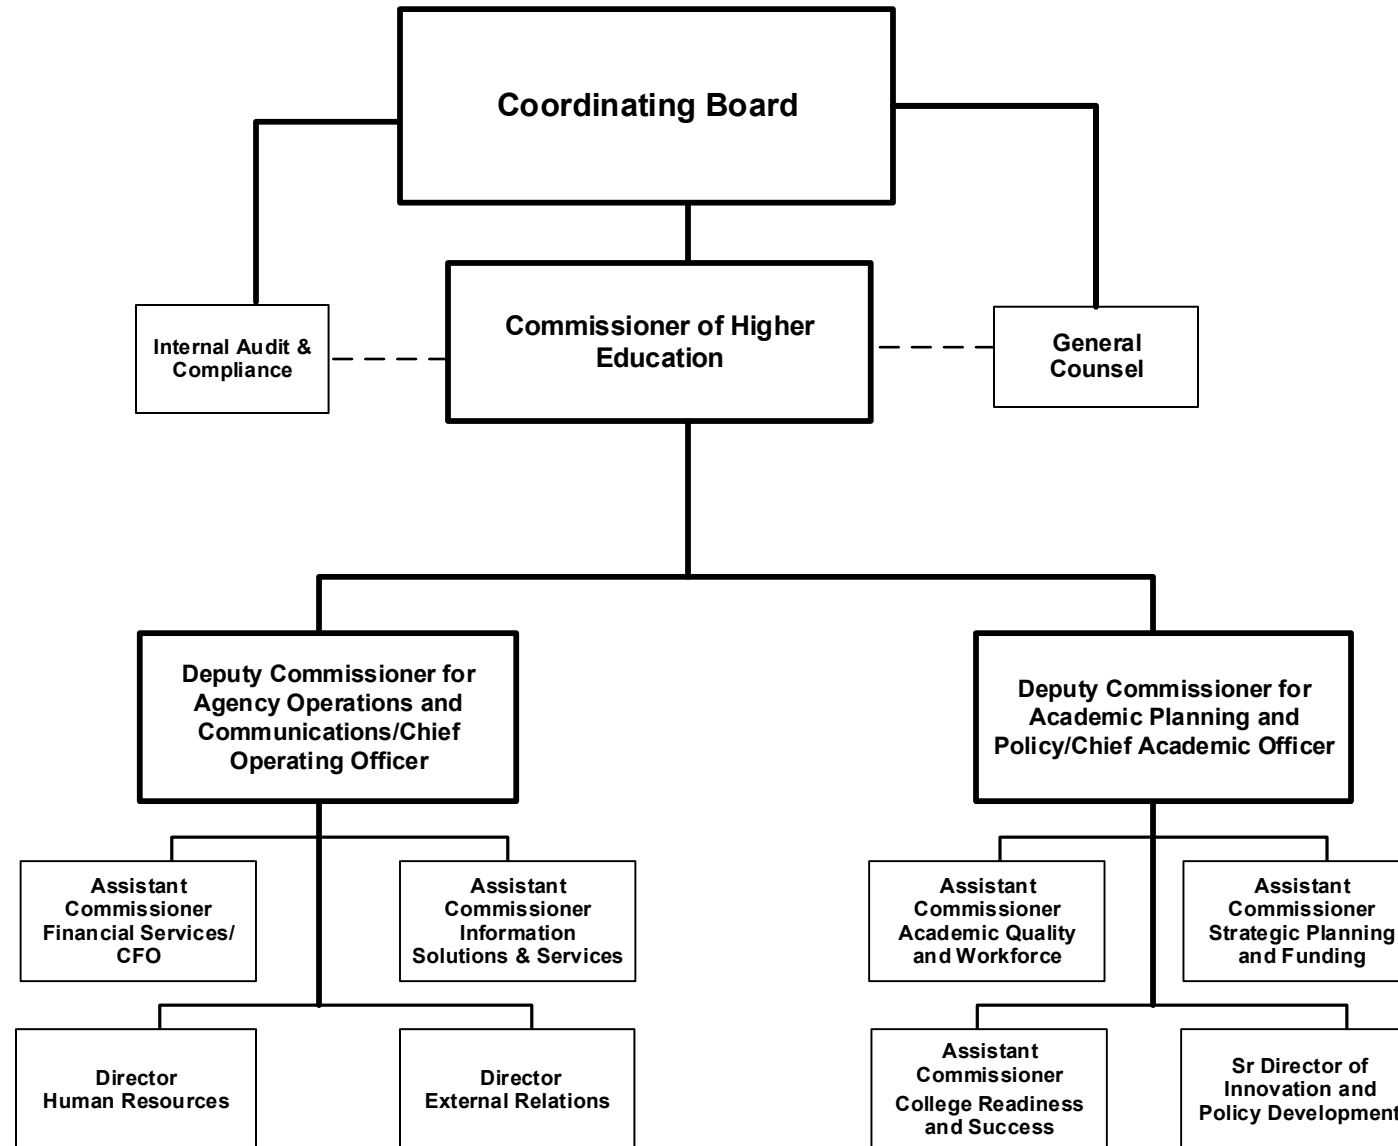 Coordinating Board
Internal Audit &
Compliance
Commissioner of Higher
Education
General
Counsel
Deputy Commissioner for
Agency Operations and
Communications/Chief
Operating Officer
Deputy Commissioner for
Academic Planning and
Policy/Chief Academic Officer
Assistant
Commissioner
Financial Services/
CFO
Assistant
Commissioner
Information
Solutions & Services
Assistant
Commissioner
Academic Quality
and Workforce
Assistant
Commissioner
Strategic Planning
and Funding
Director
Human Resources
Director
External Relations
Assistant
Commissioner
College Readiness
and Success
Sr Director of
Innovation and
Policy Development